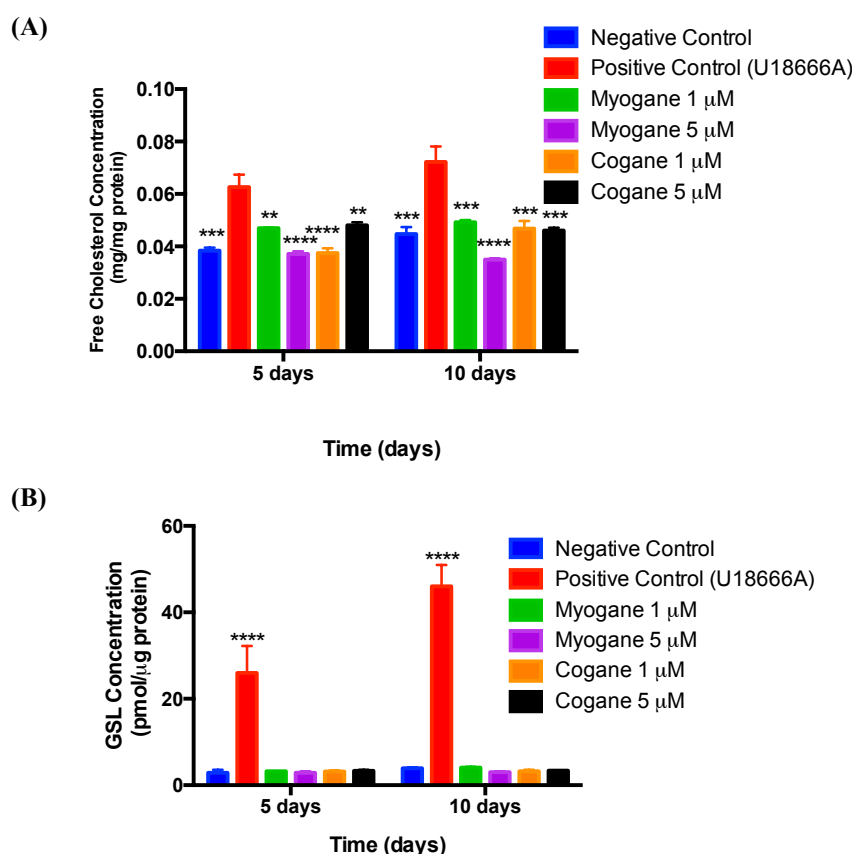 (A)
Negative Control
Positive Control (U18666A)
Myogane 1 μM
Myogane 5 μM
Cogane 1 μM
Cogane 5 μM
Free Cholesterol Concentration
(mg/mg protein)
0.10
0.08
0.06
0.04
0.02
0.00
*** ** **** **** ** *** *** **** *** ***
5 days 10 days
Time (days)
(B)
Negative Control
Positive Control (U18666A)
Myogane 1 μM
Myogane 5 μM
Cogane 1 μM
Cogane 5 μM
GSL Concentration
(pmol/μg protein)
60
40
20
0
**** ****
5 days 10 days
Time (days)